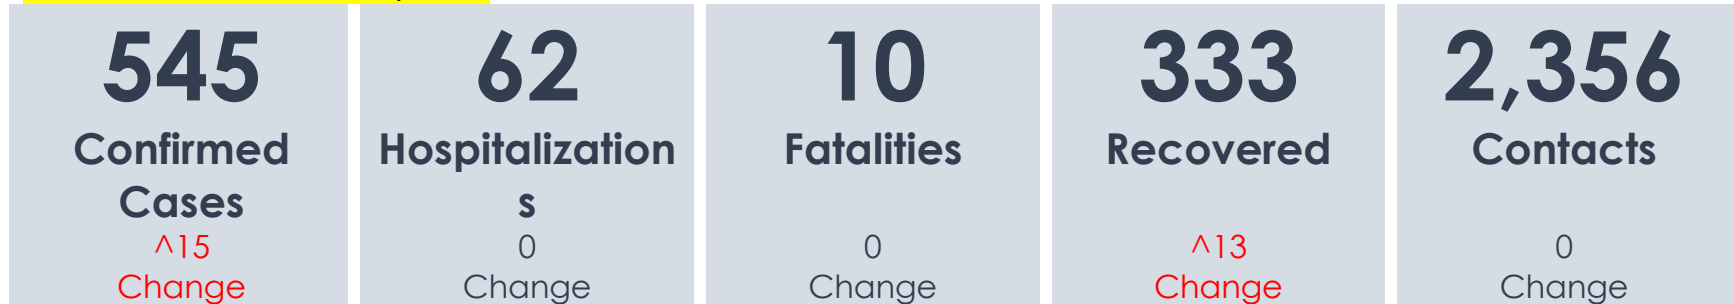 545
Confirmed
Cases
^15
Change
62
Hospitalization
s
0
Change
10
Fatalities
0
Change
333
Recovered
^13
Change
2,356
Contacts
0
Change